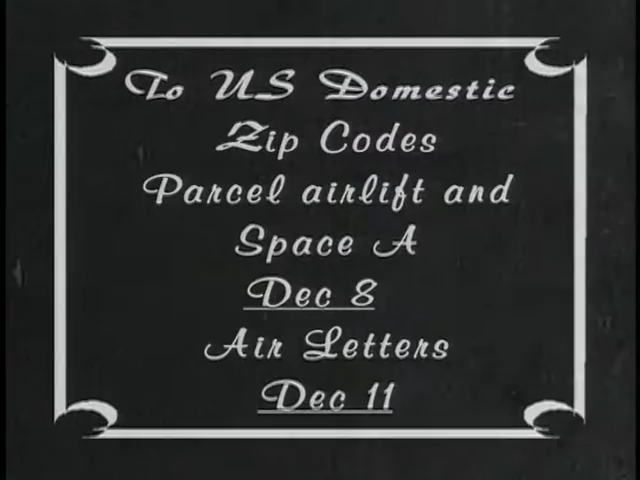 To US Domestic
Zip Codes
Parcel airlift and
Space A
Dec 8
Air Letters
Dec 11